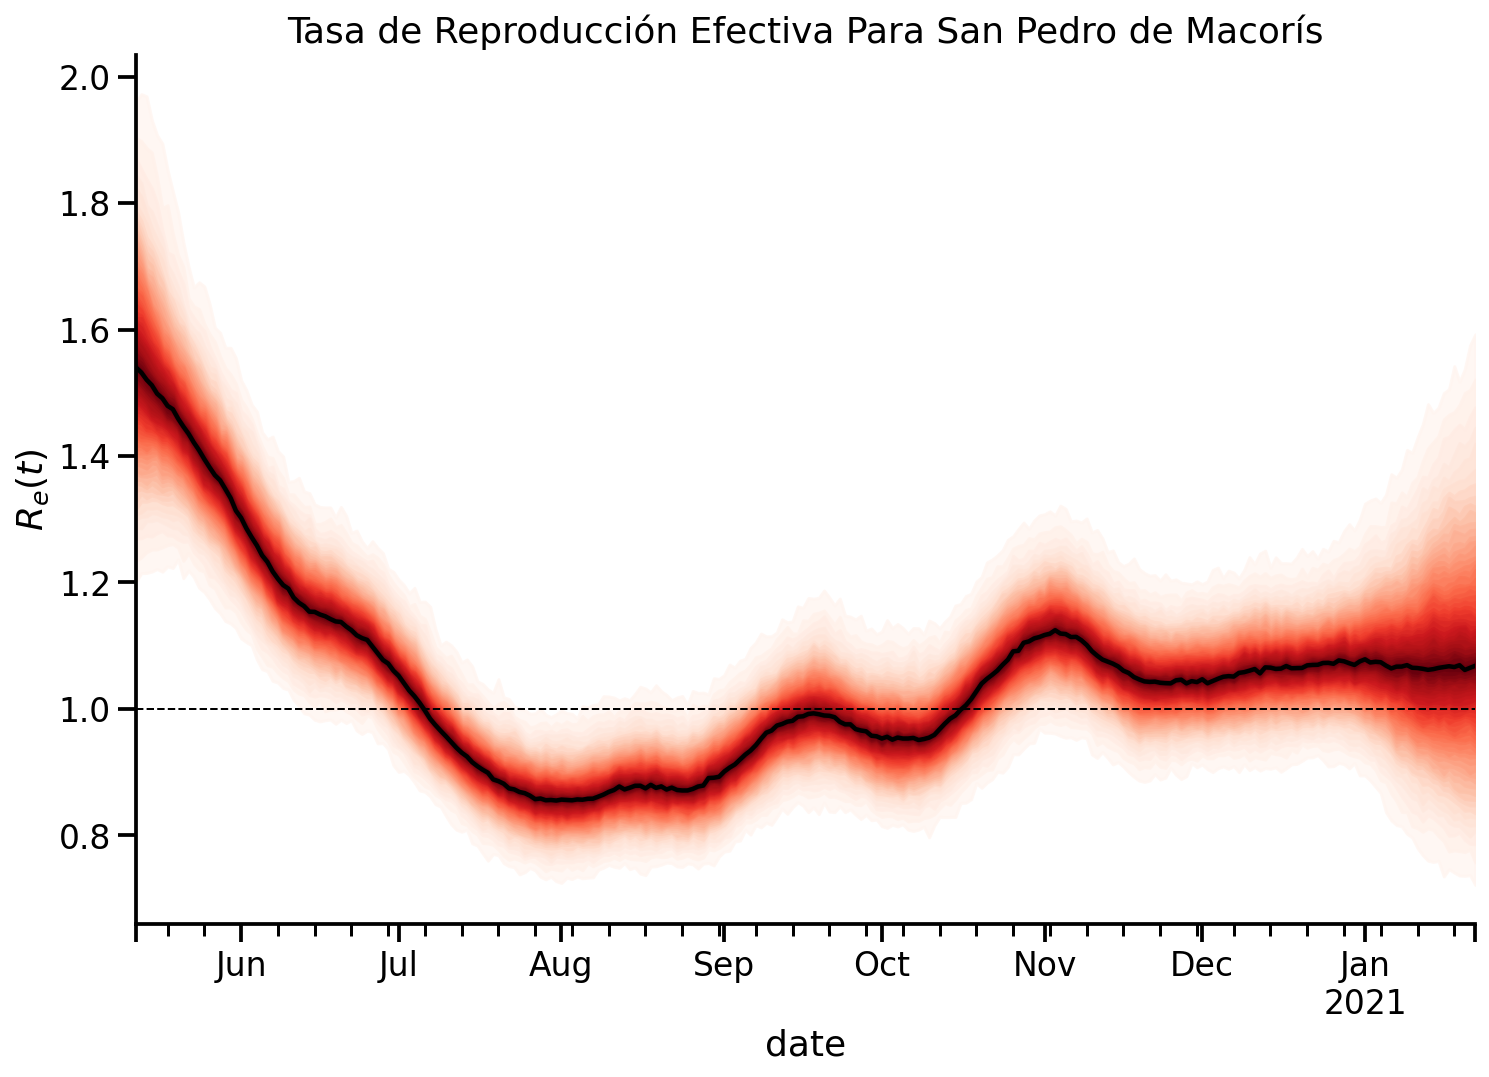 Tasa de Reproducción Efectiva Para San Pedro de Macorís
2.0
1.8
1.6
1.4
1.2
1.0
0.8
Re(t)
Jun Jul Aug Sep Oct Nov Dec Jan
2021
date